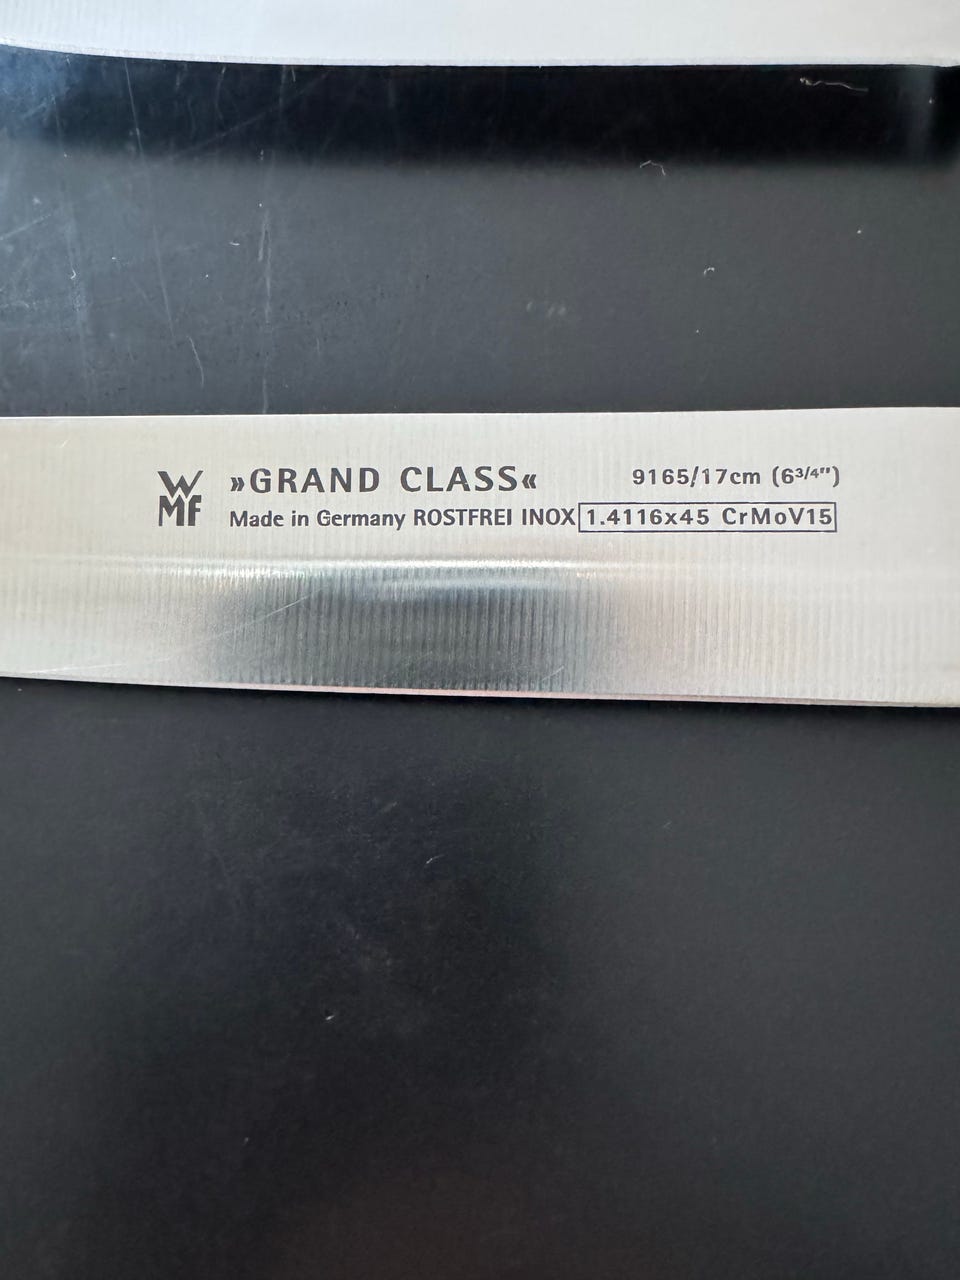 WMF
»GRAND CLASS«
9165/17cm (6³/⁴")
Made in Germany ROSTFREI INOX 1.4116x45 CrMoV15